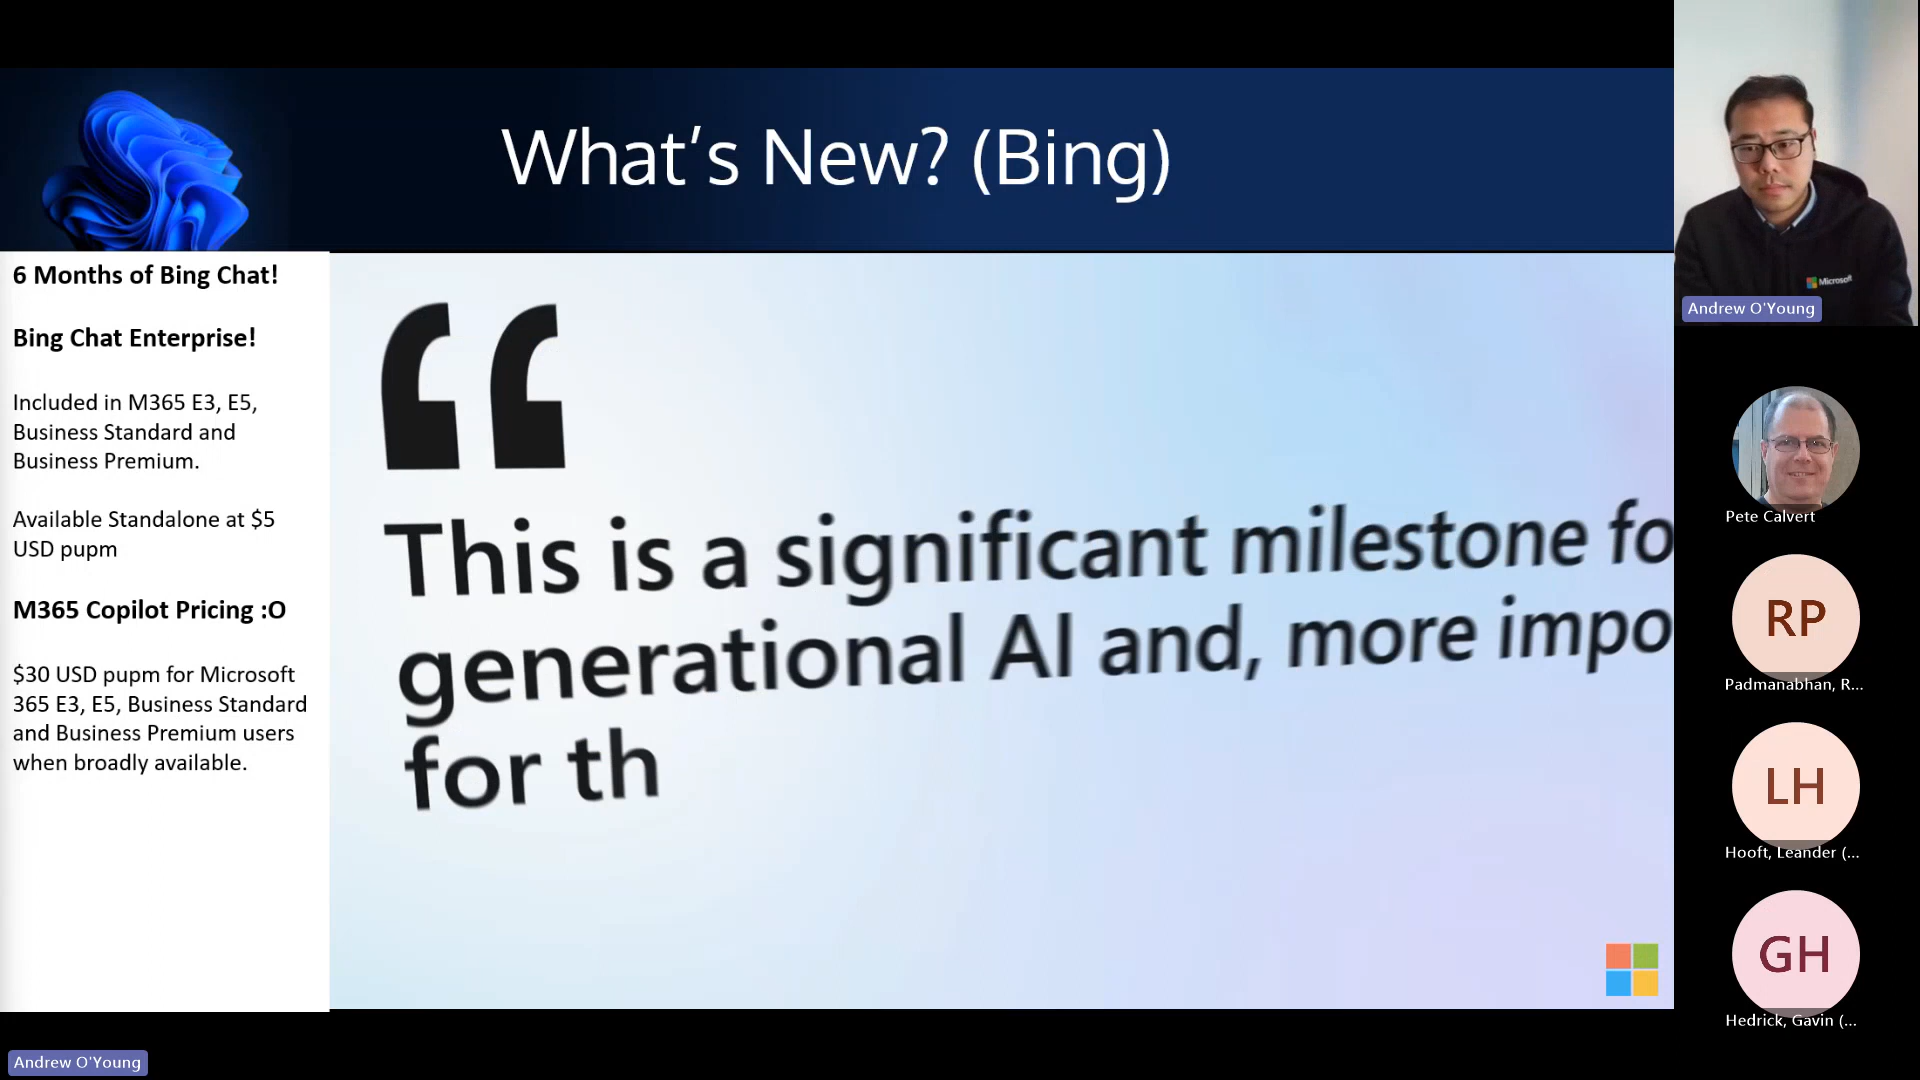 What's New? (Bing)
6 Months of Bing Chat!
Bing Chat Enterprise!
Included in M365 E3, E5,
Business Standard and
Business Premium.
Available Standalone at $5
USD pupm
M365 Copilot Pricing :O
$30 USD pupm for Microsoft
365 E3, E5, Business Standard
and Business Premium users
when broadly available.
“
This is a significant milestone fo
generational AI and, more impo
for th
Microsoft
Andrew O'Young
Pete Calvert
RP
Padmanabhan, R...
LH
Hooft, Leander (...
GH
Hedrick, Gavin (...
Andrew O'Young